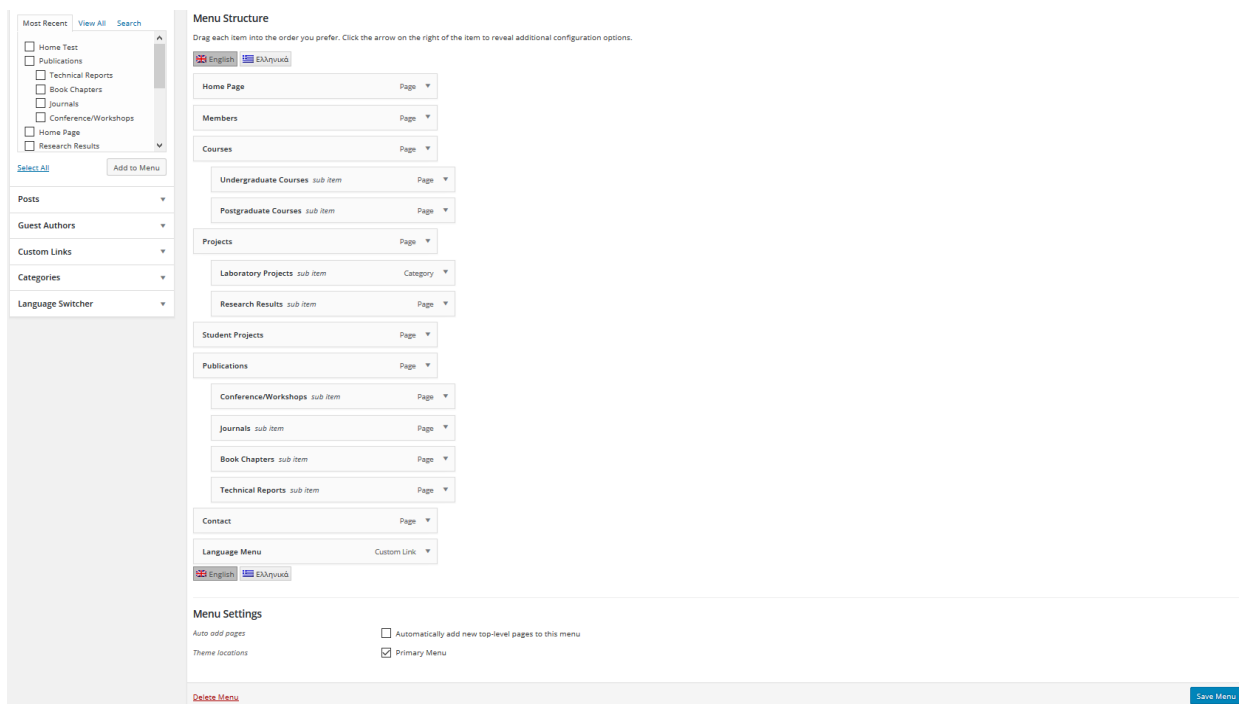 Most Recent View All Search
Home Test
Publications
Technical Reports
Book Chapters
Journals
Conference/Workshops
Home Page
Research Results
Select All Add to Menu
Posts
Guest Authors
Custom Links
Categories
Language Switcher
Menu Structure
Drag each item into the order you prefer. Click the arrow on the right of the item to reveal additional configuration options.
English Ελληνικά
Home Page Page
Members Page
Courses Page
Undergraduate Courses sub item Page
Postgraduate Courses sub item Page
Projects Page
Laboratory Projects sub item Category
Research Results sub item Page
Student Projects Page
Publications Page
Conference/Workshops sub item Page
Journals sub item Page
Book Chapters sub item Page
Technical Reports sub item Page
Contact Page
Language Menu Custom Link
English Ελληνικά
Menu Settings
Auto add pages Automatically add new top-level pages to this menu
Theme locations Primary Menu
Delete Menu Save Menu